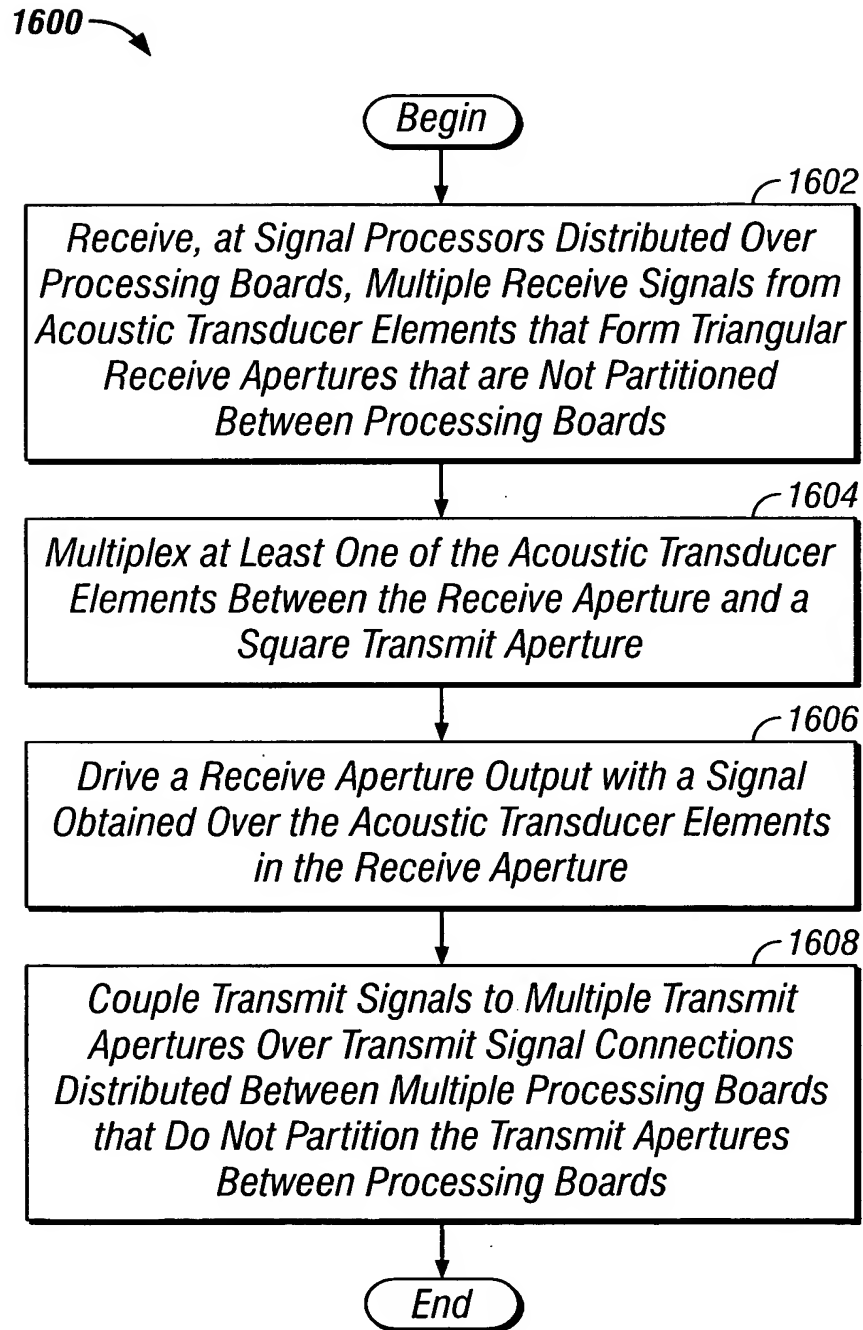 1600
Begin
1602
Receive, at Signal Processors Distributed Over
Processing Boards, Multiple Receive Signals from
Acoustic Transducer Elements that Form Triangular
Receive Apertures that are Not Partitioned
Between Processing Boards
1604
Multiplex at Least One of the Acoustic Transducer
Elements Between the Receive Aperture and a
Square Transmit Aperture
1606
Drive a Receive Aperture Output with a Signal
Obtained Over the Acoustic Transducer Elements
in the Receive Aperture
1608
Couple Transmit Signals to Multiple Transmit
Apertures Over Transmit Signal Connections
Distributed Between Multiple Processing Boards
that Do Not Partition the Transmit Apertures
Between Processing Boards
End